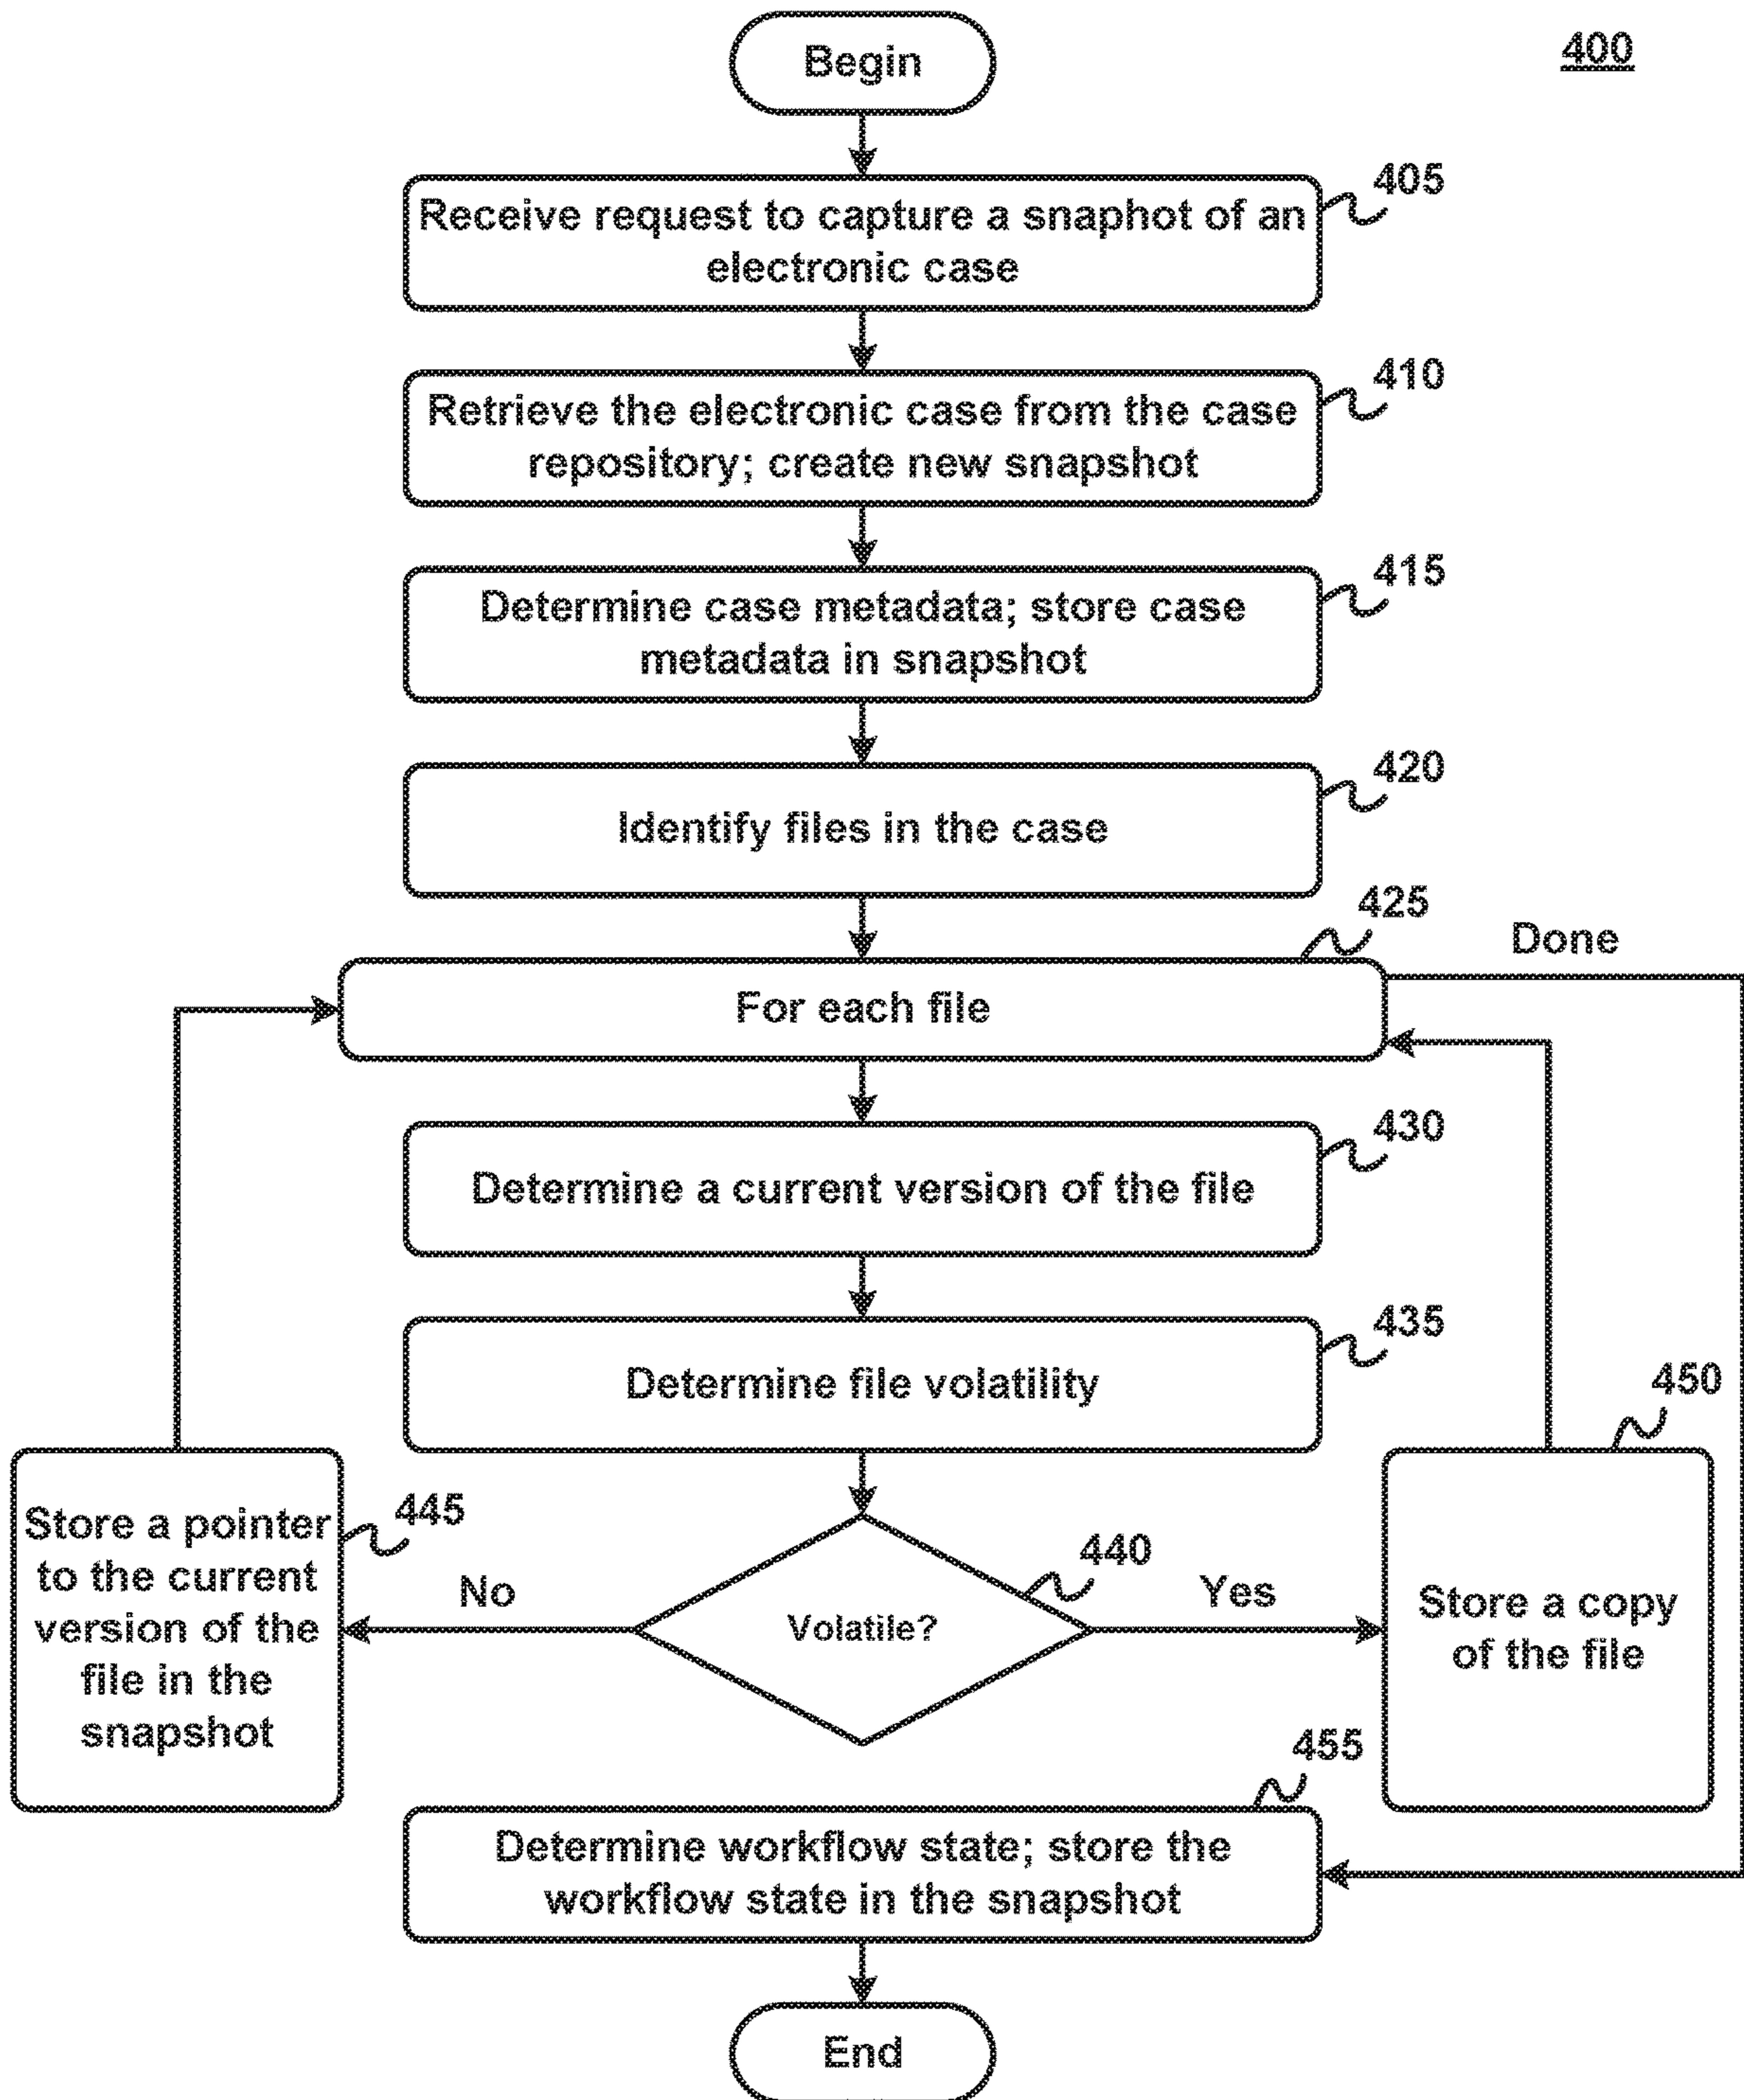 Begin
400
405
Receive request to capture a snaphot of an
electronic case
410
Retrieve the electronic case from the case
repository; create new snapshot
415
Determine case metadata; store case
metadata in snapshot
420
Identify files in the case
425
Done
For each file
430
Determine a current version of the file
435
Determine file volatility
450
445
Store a pointer
to the current
version of the
file in the
snapshot
No
440
Volatile?
Yes
Store a copy
of the file
455
Determine workflow state; store the
workflow state in the snapshot
End